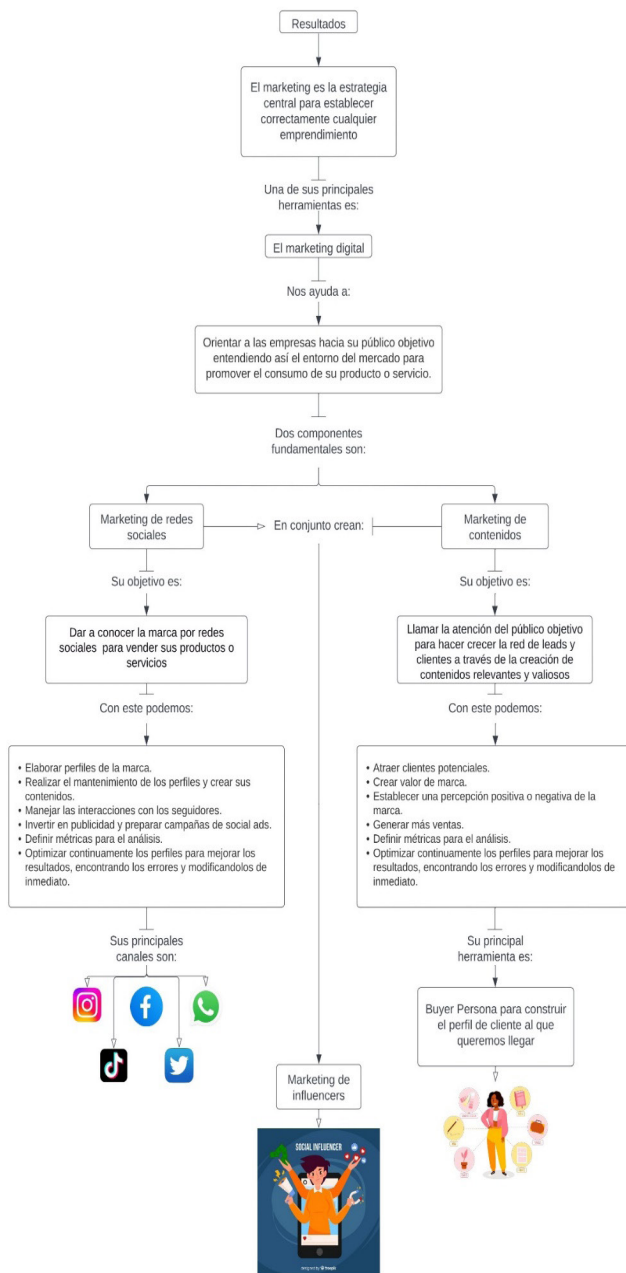 Resultados
El marketing es la estrategia
central para establecer
correctamente cualquier
emprendimiento
Una de sus principales
herramientas es:
El marketing digital
Nos ayuda a:
Orientar a las empresas hacia su público objetivo
entendiendo así el entorno del mercado para
promover el consumo de su producto o servicio.
Dos componentes
fundamentales son:
Marketing de redes
sociales
En conjunto crean:
Marketing de
contenidos
Su objetivo es:
Dar a conocer la marca por redes
sociales para vender sus productos o
servicios
Con este podemos:
• Elaborar perfiles de la marca.
• Realizar el mantenimiento de los perfiles y crear sus
contenidos.
• Manejar las interacciones con los seguidores.
• Invertir en publicidad y preparar campañas de social ads.
• Definir métricas para el análisis.
• Optimizar continuamente los perfiles para mejorar los
resultados, encontrando los errores y modificandolos de
inmediato.
Sus principales
canales son:
Su objetivo es:
Llamar la atención del público objetivo
para hacer crecer la red de leads y
clientes a través de la creación de
contenidos relevantes y valiosos
Con este podemos:
• Atraer clientes potenciales.
• Crear valor de marca.
• Establecer una percepción positiva o negativa de la
marca.
• Generar más ventas.
• Definir métricas para el análisis.
• Optimizar continuamente los perfiles para mejorar los
resultados, encontrando los errores y modificandolos de
inmediato.
Su principal
herramienta es:
Buyer Persona para construir
el perfil de cliente al que
queremos llegar
Marketing de
influencers
SOCIAL INFLUENCER